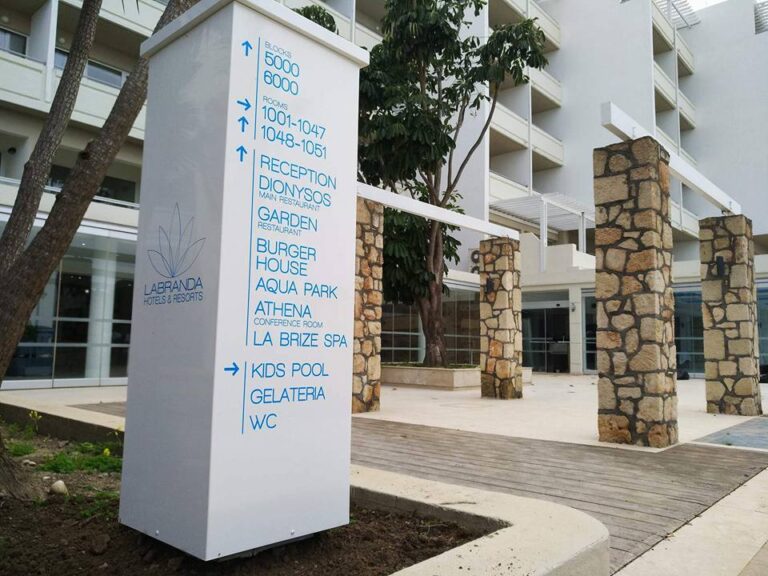 BLOCKS
5000
6000
ROOMS
1001-1047
1048-1051
RECEPTION
DIONYSOS
MAIN RESTAURANT
GARDEN
RESTAURANT
BURGER
HOUSE
AQUA PARK
ATHENA
CONFERENCE ROOM
LA BRIZE SPA
KIDS POOL
GELATERIA
WC
LABRANDA
HOTELS & RESORTS